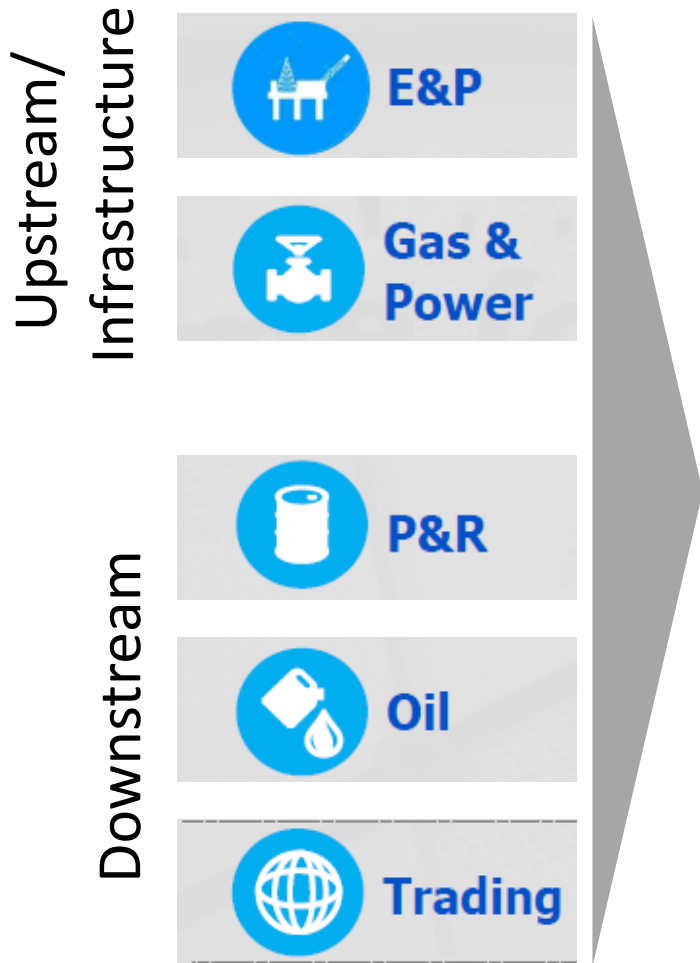 Upstream/
Infrastructure
E&P
Gas &
Power
Downstream
P&R
Oil
Trading